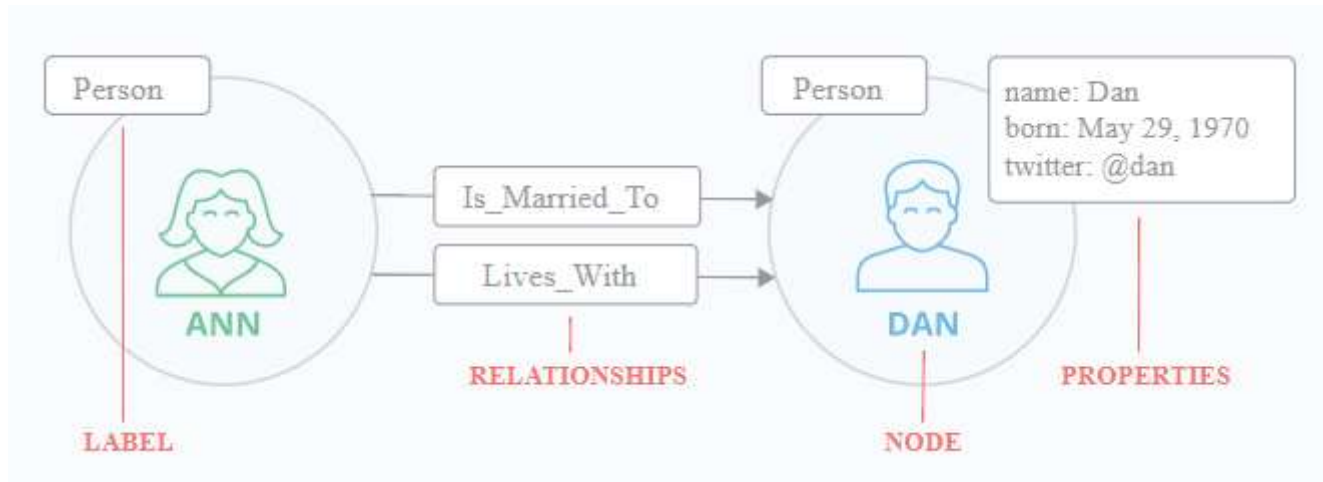 Person
Person
name: Dan
born: May 29, 1970
twitter: @dan
Is_Married_To
Lives_With
ANN
DAN
RELATIONSHIPS
PROPERTIES
LABEL
NODE